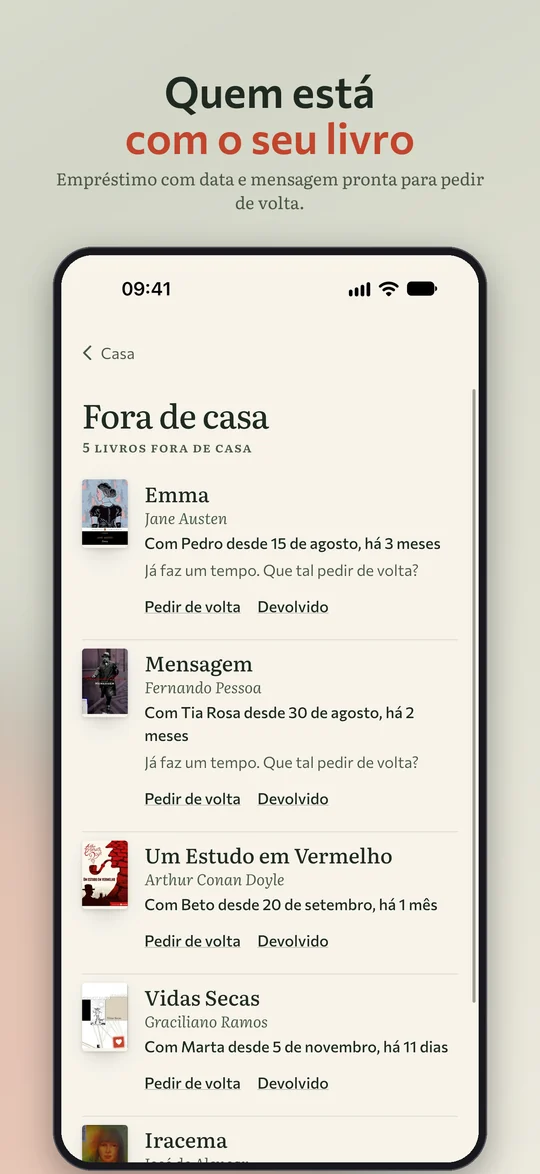 Quem está
com o seu livro
Empréstimo com data e mensagem pronta para pedir
de volta.
09:41
Casa
Fora de casa
5 LIVROS FORA DE CASA
Emma
Jane Austen
Com Pedro desde 15 de agosto, há 3 meses
Já faz um tempo. Que tal pedir de volta?
Pedir de volta Devolvido
Mensagem
Fernando Pessoa
Com Tia Rosa desde 30 de agosto, há 2
meses
Já faz um tempo. Que tal pedir de volta?
Pedir de volta Devolvido
Um Estudo em Vermelho
Arthur Conan Doyle
Com Beto desde 20 de setembro, há 1 mês
Pedir de volta Devolvido
Vidas Secas
Graciliano Ramos
Com Marta desde 5 de novembro, há 11 dias
Pedir de volta Devolvido
Iracema
José de Alencar